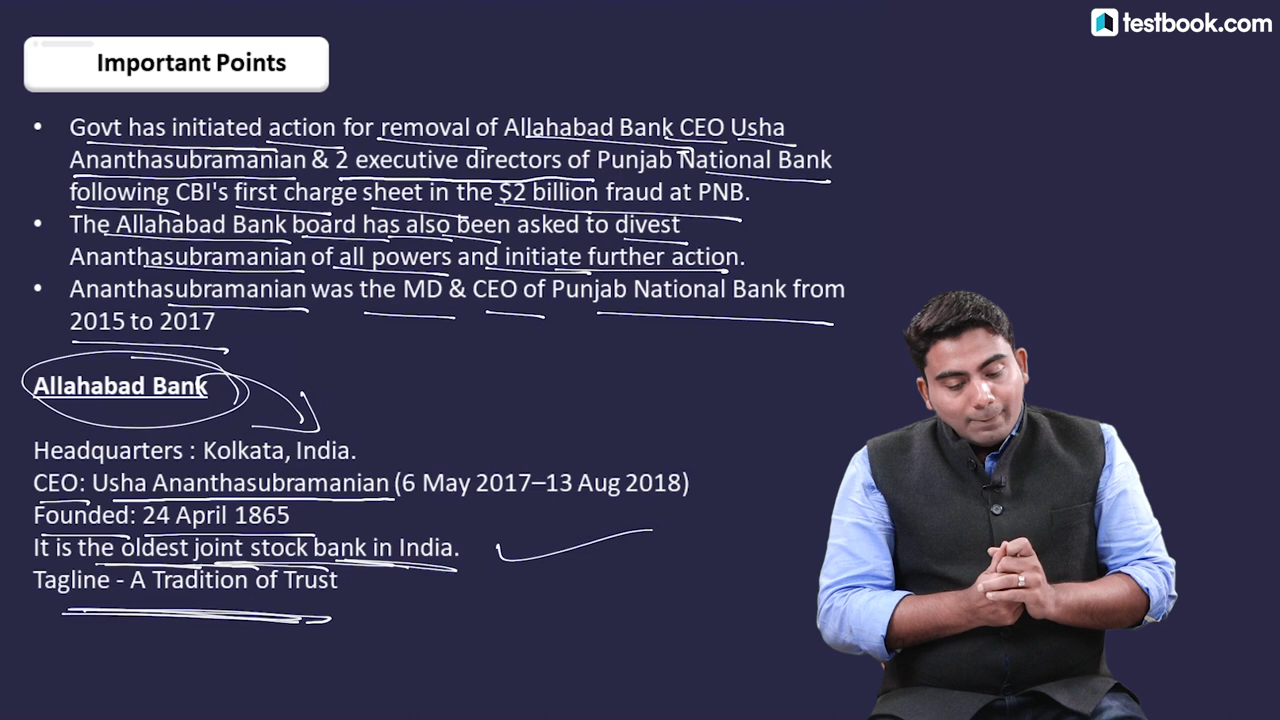 testbook.com
Important Points
• Govt has initiated action for removal of Allahabad Bank CEO Usha
Ananthasubramanian & 2 executive directors of Punjab National Bank
following CBI's first charge sheet in the $2 billion fraud at PNB.
• The Allahabad Bank board has also been asked to divest
Ananthasubramanian of all powers and initiate further action.
• Ananthasubramanian was the MD & CEO of Punjab National Bank from
2015 to 2017
Allahabad Bank
Headquarters : Kolkata, India.
CEO: Usha Ananthasubramanian (6 May 2017–13 Aug 2018)
Founded: 24 April 1865
It is the oldest joint stock bank in India.
Tagline - A Tradition of Trust